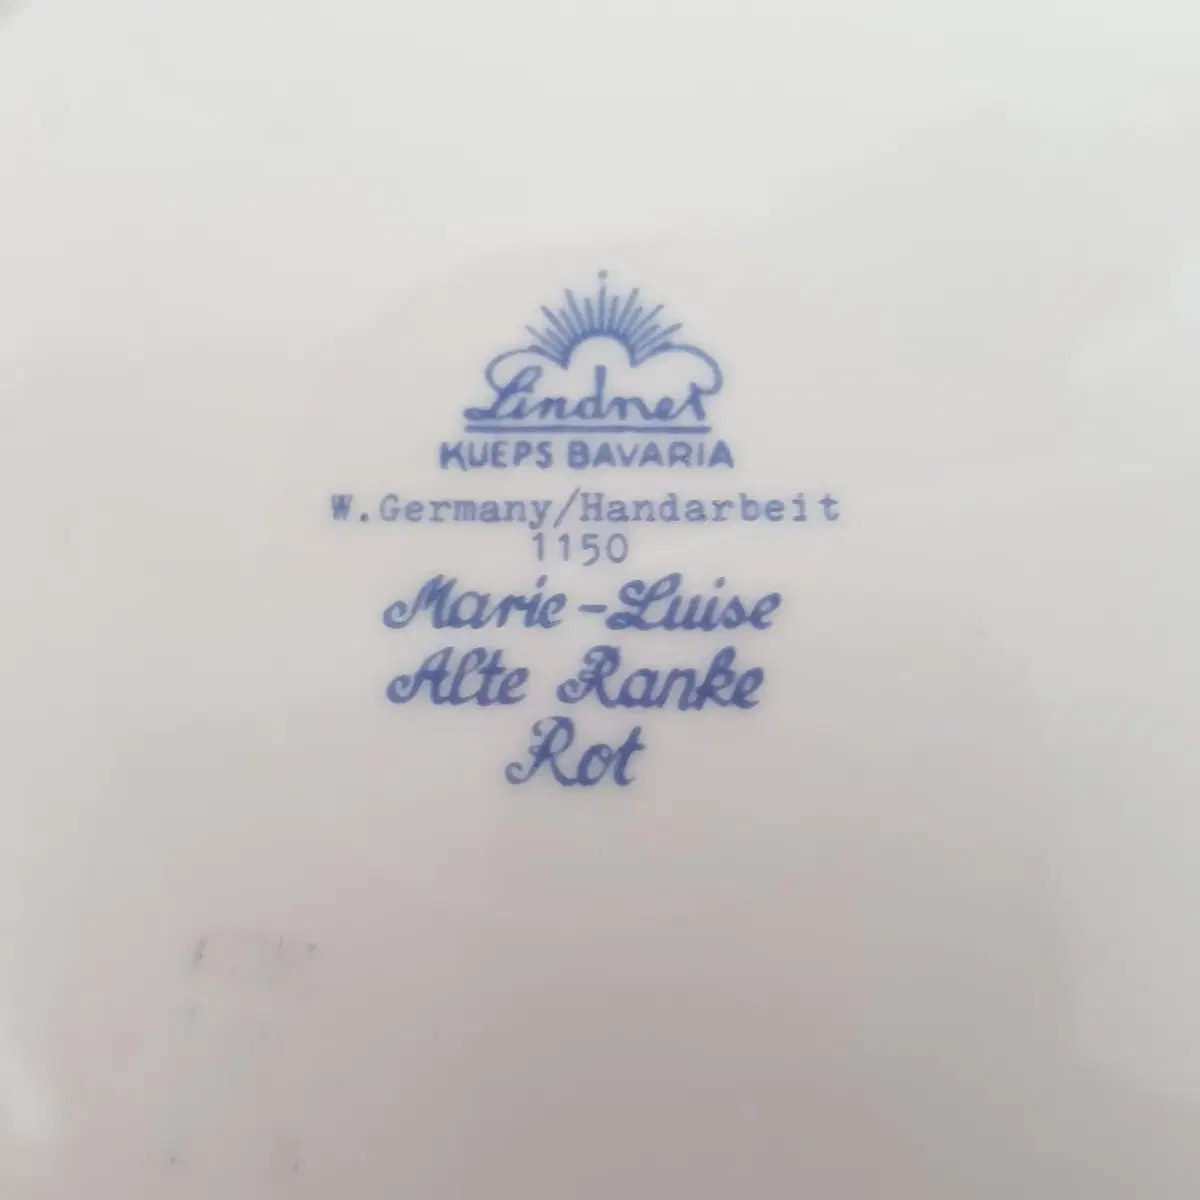 Lindner
KUEPS BAVARIA
W.Germany/Handarbeit
1150
Marie-Luise
Alte Ranke
Rot